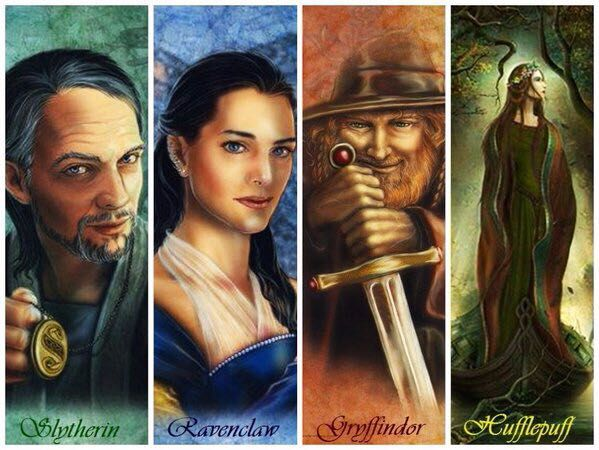 Slytherin
Ravenclaw
Gryffindor
Hufflepuff